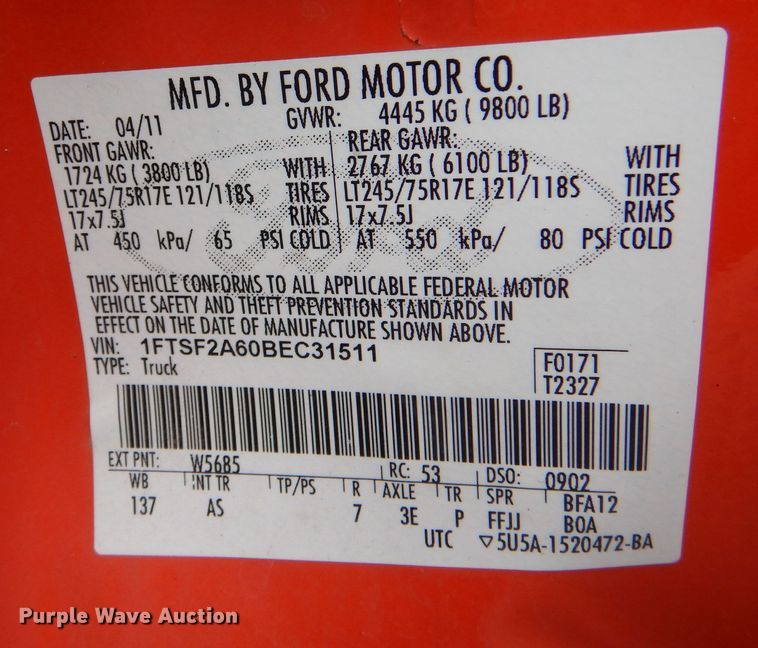 MFD. BY FORD MOTOR CO.
DATE: 04/11 GVWR: 4445 KG ( 9800 LB)
FRONT GAWR: REAR GAWR:
1724 KG ( 3800 LB) WITH 2767 KG ( 6100 LB) WITH
LT245/75R17E 121/118S TIRES LT245/75R17E 121/118S TIRES
17x7.5J RIMS 17x7.5J RIMS
AT 450 kPa/ 65 PSI COLD AT 550 kPa/ 80 PSI COLD
THIS VEHICLE CONFORMS TO ALL APPLICABLE FEDERAL MOTOR
VEHICLE SAFETY AND THEFT PREVENTION STANDARDS IN
EFFECT ON THE DATE OF MANUFACTURE SHOWN ABOVE.
VIN: 1FTSF2A60BEC31511
TYPE: Truck
F0171
T2327
EXT PNT: W5685 RC: 53 DSO: 0902
WB INT TR TP/PS R AXLE TR SPR BFA12
137 AS 7 3E P FFJJ B0A
UTC ▽5U5A-1520472-BA
Ford
Purple Wave Auction